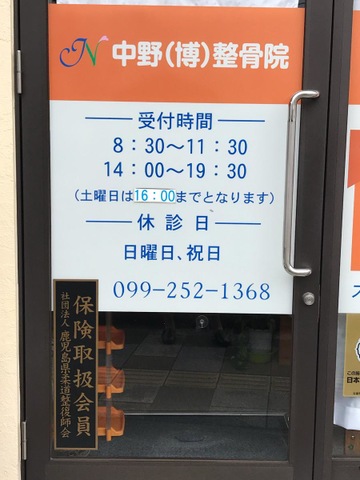 N 中野(博)整骨院
受付時間
8：30〜11：30
14：00〜19：30
(土曜日は16：00までとなります)
休診日
日曜日、祝日
099-252-1368
保険取扱会員
社団法人 鹿児島県柔道整復師会
日本